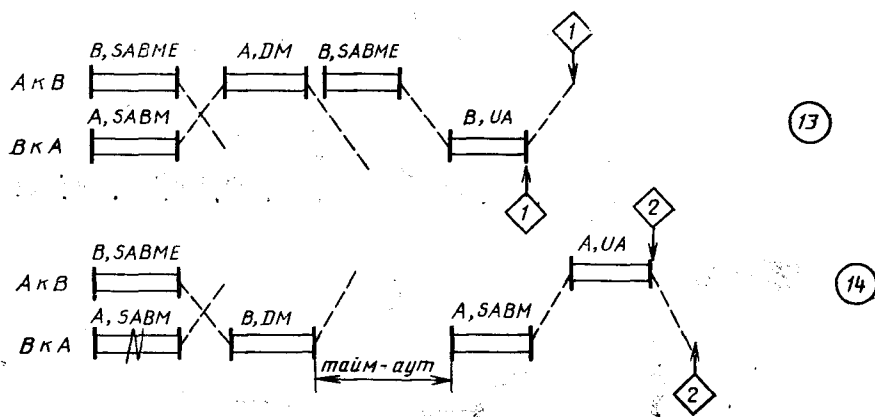 B, SABME A, DM B, SABME 1
А к В
A, SABM B, UA 13
В к А
1
2
B, SABME A, UA
А к В 14
A, SABM B, DM A, SABM
В к А
тайм-аут
2